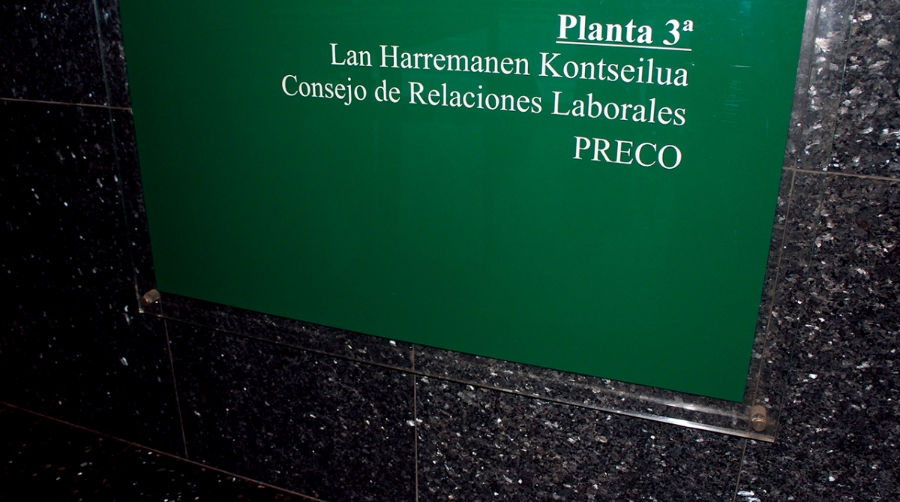 Planta 3ª
Lan Harremanen Kontseilua
Consejo de Relaciones Laborales
PRECO